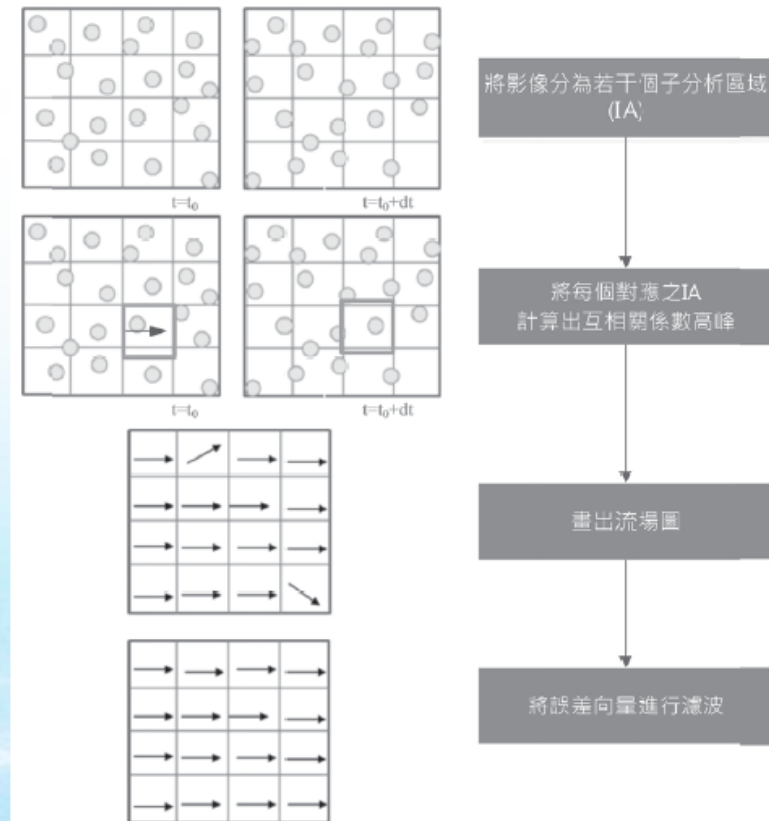 t=t₀
t=t₀+dt
將影像分為若干個子分析區域
(IA)
t=t₀
t=t₀+dt
將每個對應之IA
計算出互相關係數高峰
畫出流場圖
將誤差向量進行濾波